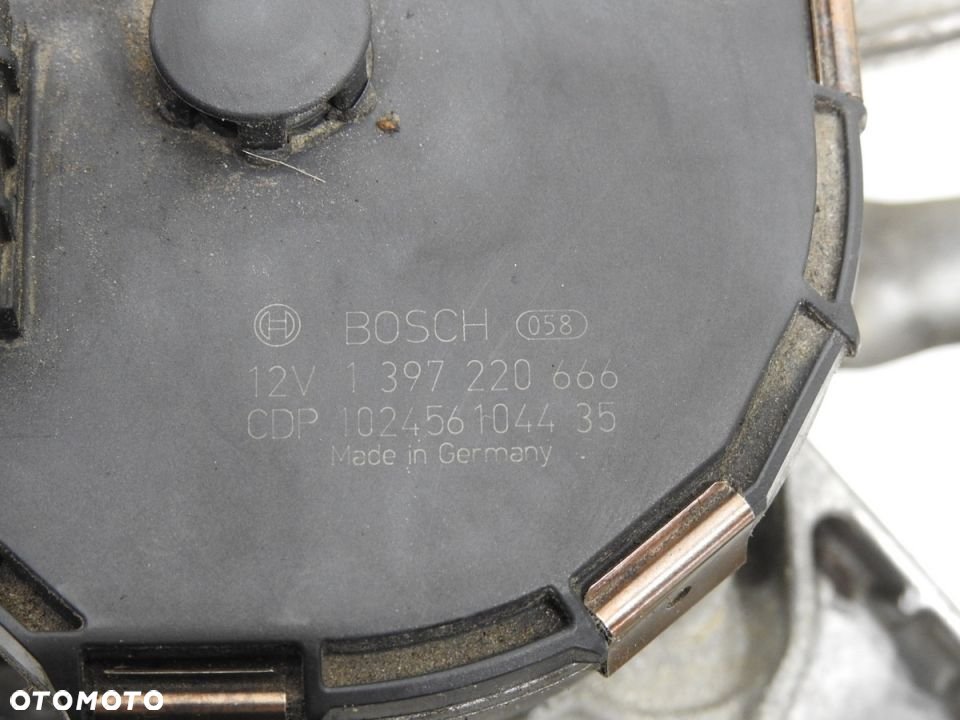 BOSCH 058
12V 1 397 220 666
CDP 1024561044 35
Made in Germany
OTOMOTO